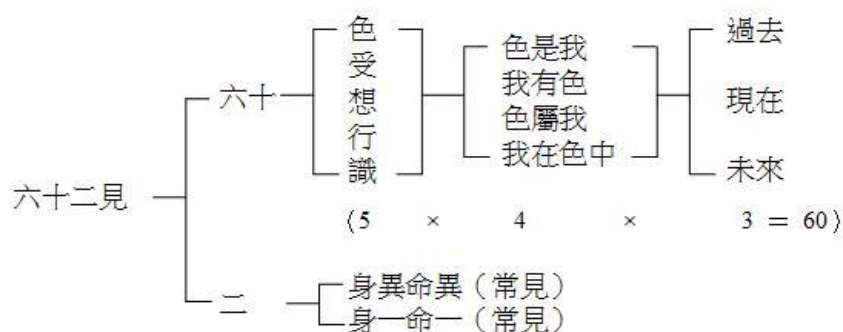 六十二見
六十
色
受
想
行
識
色是我
我有色
色屬我
我在色中
過去
現在
未來
(5 × 4 × 3 = 60)
二
身異命異(常見)
身一命一(常見)